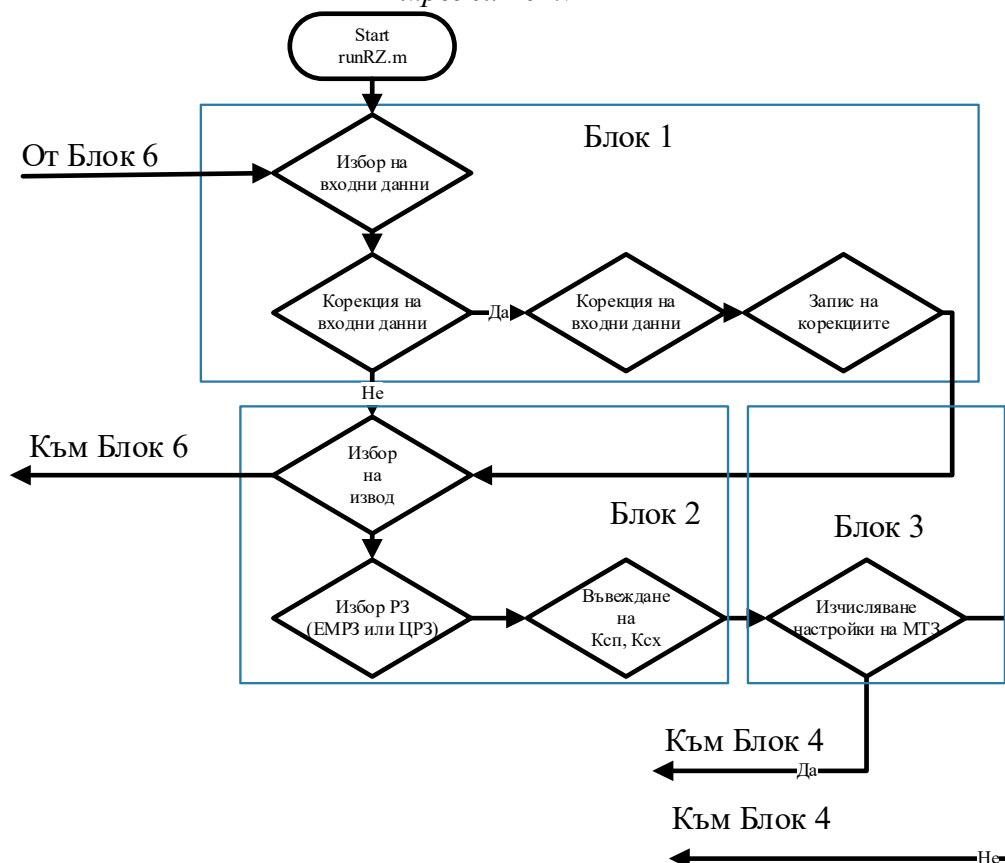 Start
runRZ.m
Блок 1
От Блок 6
Избор на
входни данни
Корекция на
входни данни
Да
Корекция на
входни данни
Запис на
корекциите
Не
Към Блок 6
Избор
на
извод
Блок 2
Блок 3
Избор РЗ
(ЕМРЗ или ЦРЗ)
Въвеждане
на
Ксп, Ксх
Изчисляване
настройки на МТЗ
Към Блок 4
Да
Към Блок 4
Не